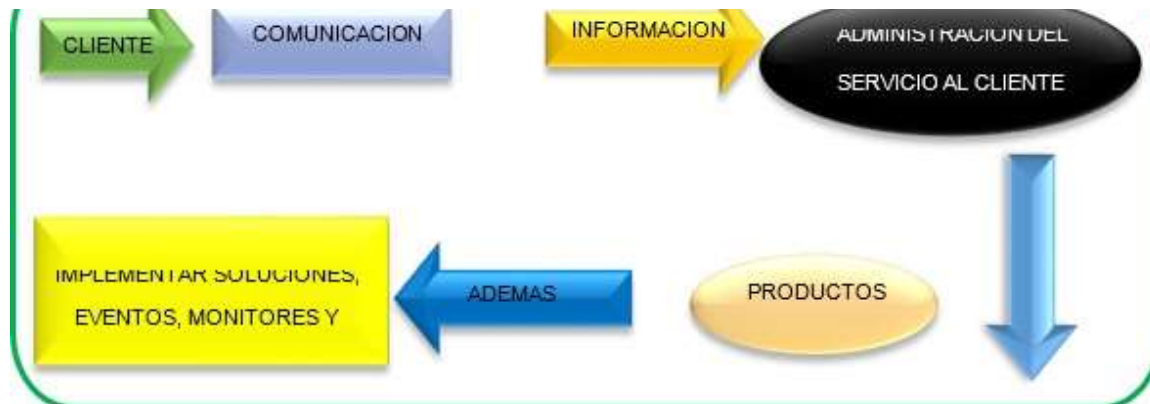 CLIENTE
COMUNICACION
INFORMACION
ADMINISTRACION DEL
SERVICIO AL CLIENTE
IMPLEMENTAR SOLUCIONES,
EVENTOS, MONITORES Y
ADEMAS
PRODUCTOS